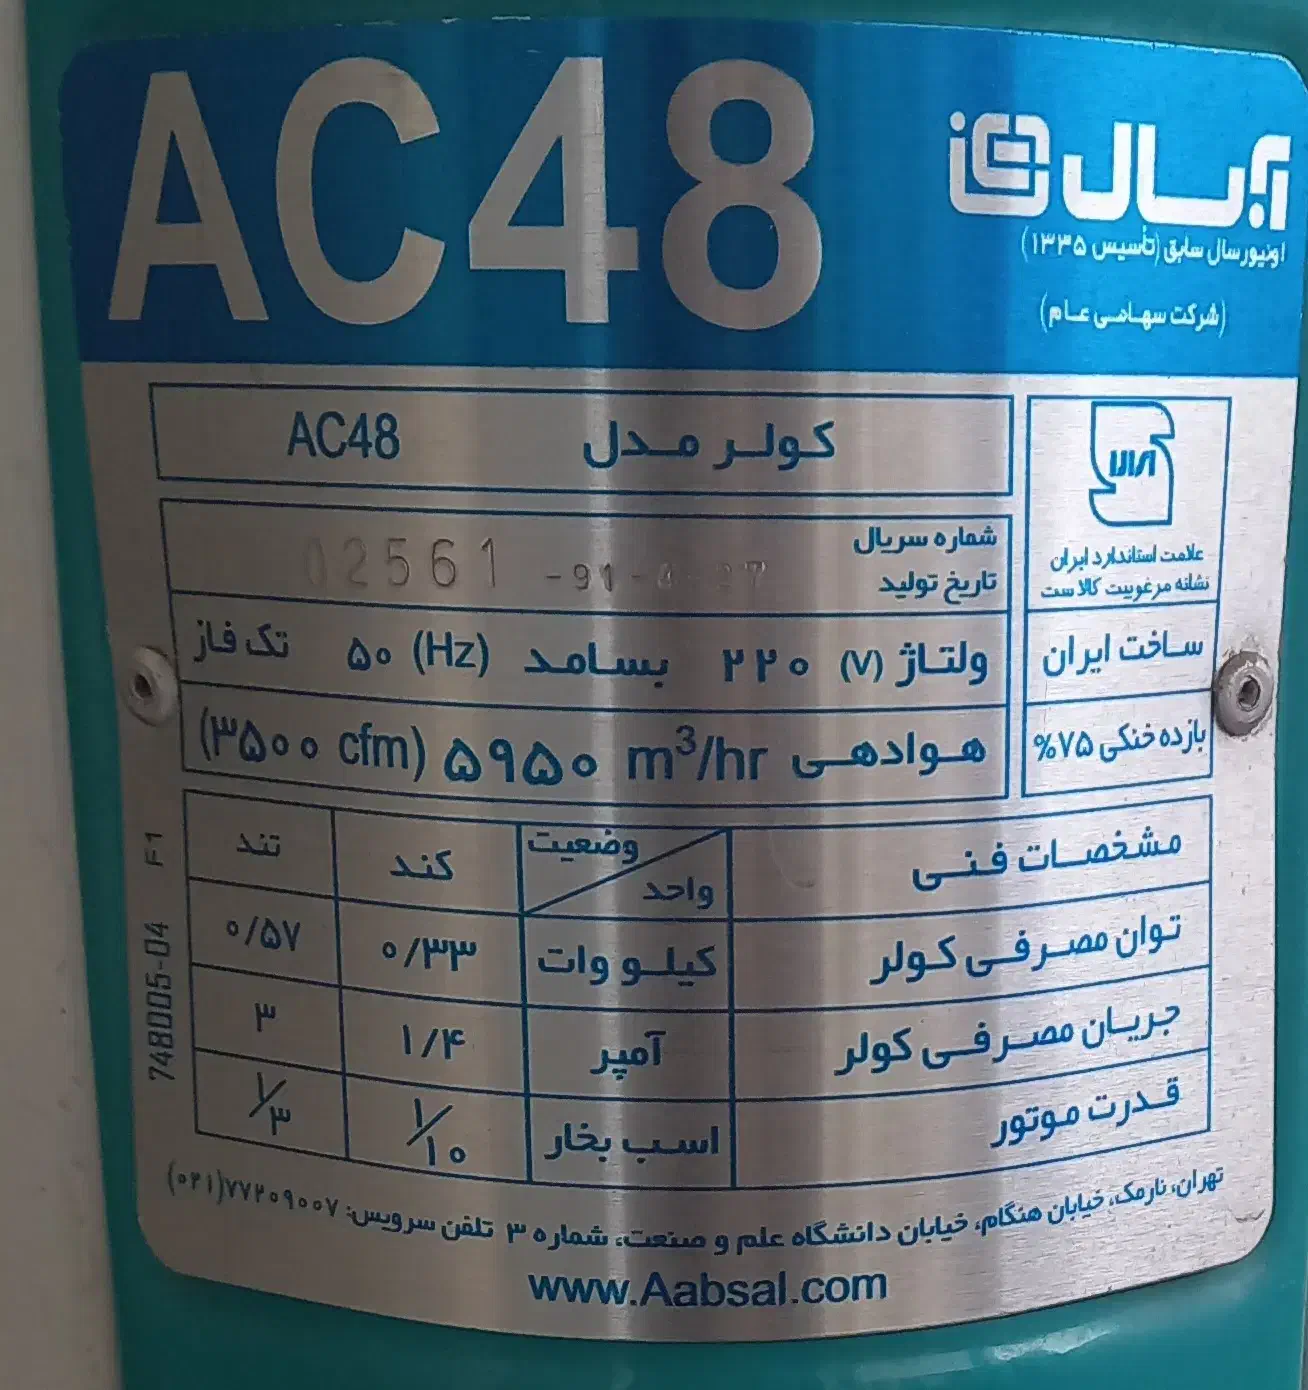 AC48
آبسال
اونیورسال سابق (تأسیس ۱۳۳۵)
(شرکت سهامی عام)
کولر مدل AC48
علامت استاندارد ایران
نشانه مرغوبیت کالاست
شماره سریال
تاریخ تولید
02561 -91-
ساخت ایران
ولتاژ (V) ۲۲۰ بسامد (Hz) ۵۰ تک فاز
بازده خنکی ۷۵%
هوادهی ۵۹۵۰ m³/hr (۳۵۰۰ cfm)
مشخصات فنی وضعیت واحد کند تند
توان مصرفی کولر کیلو وات ۰/۳۳ ۰/۵۷
جریان مصرفی کولر آمپر ۱/۴ ۳
قدرت موتور اسب بخار ۱/۱۰ ۱/۳
تهران، نارمک، خیابان هنگام، خیابان دانشگاه علم و صنعت، شماره ۳ تلفن سرویس: ۷۷۲۰۹۰۰۷(۰۲۱)
www.Aabsal.com
748005-04 F1